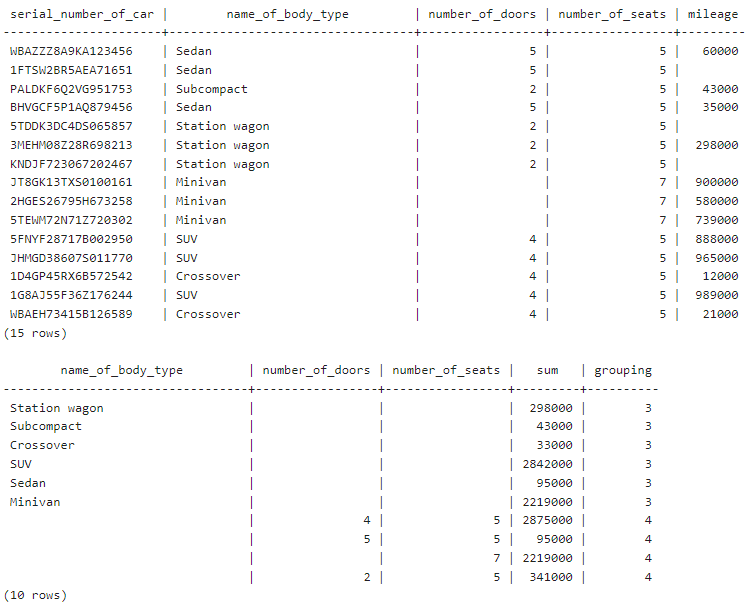 serial_number_of_car | name_of_body_type | number_of_doors | number_of_seats | mileage
----------------------+--------------------------------+-----------------+-----------------+---------
WBAZZZ8A9KA123456 | Sedan | 5 | 5 | 60000
1FTSW2BR5AEA71651 | Sedan | 5 | 5 |
PALDKF6Q2VG951753 | Subcompact | 2 | 5 | 43000
BHVGCF5P1AQ879456 | Sedan | 5 | 5 | 35000
5TDDK3DC4DS065857 | Station wagon | 2 | 5 |
3MEHM08Z28R698213 | Station wagon | 2 | 5 | 298000
KNDJF723067202467 | Station wagon | 2 | 5 |
JT8GK13TXS0100161 | Minivan | | 7 | 900000
2HGES26795H673258 | Minivan | | 7 | 580000
5TEWM72N71Z720302 | Minivan | | 7 | 739000
5FNYF28717B002950 | SUV | 4 | 5 | 888000
JHMGD38607S011770 | SUV | 4 | 5 | 965000
1D4GP45RX6B572542 | Crossover | 4 | 5 | 12000
1G8AJ55F36Z176244 | SUV | 4 | 5 | 989000
WBAEH73415B126589 | Crossover | 4 | 5 | 21000
(15 rows)
name_of_body_type | number_of_doors | number_of_seats | sum | grouping
--------------------------------+-----------------+-----------------+---------+----------
Station wagon | | | 298000 | 3
Subcompact | | | 43000 | 3
Crossover | | | 33000 | 3
SUV | | | 2842000 | 3
Sedan | | | 95000 | 3
Minivan | | | 2219000 | 3
| 4 | 5 | 2875000 | 4
| 5 | 5 | 95000 | 4
| | 7 | 2219000 | 4
| 2 | 5 | 341000 | 4
(10 rows)